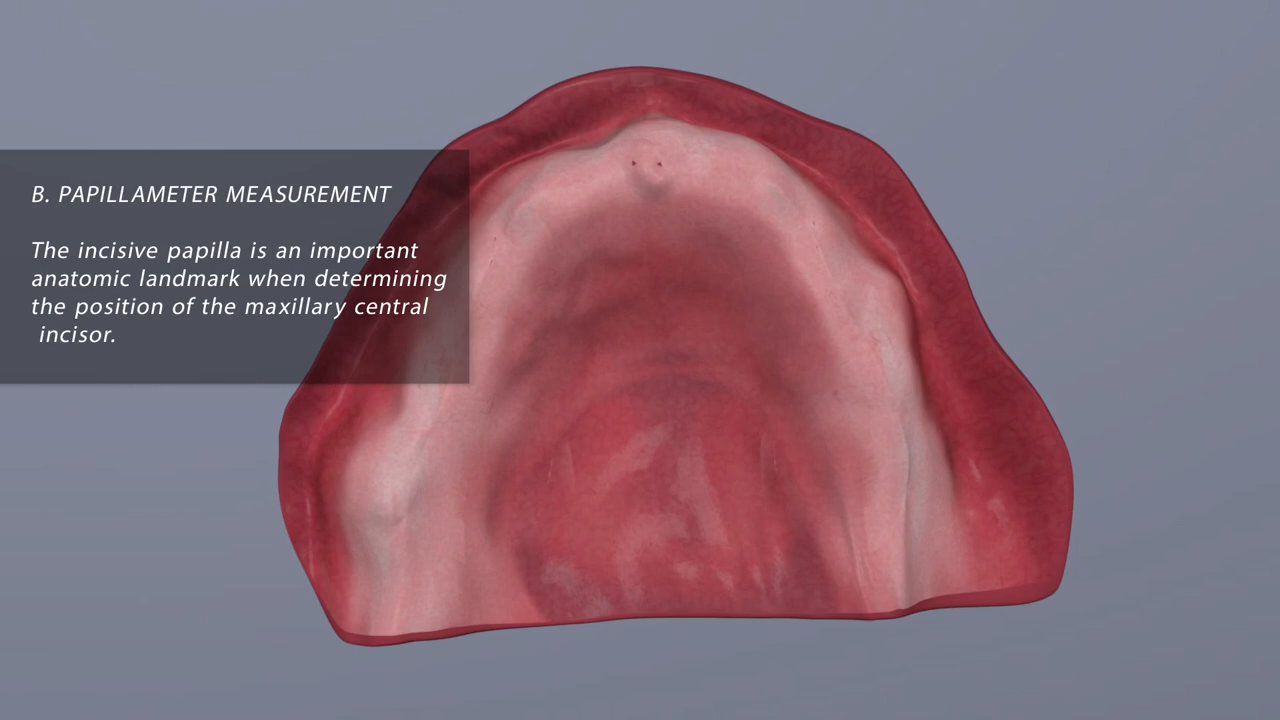 B. PAPILLAMETER MEASUREMENT
The incisive papilla is an important
anatomic landmark when determining
the position of the maxillary central
incisor.